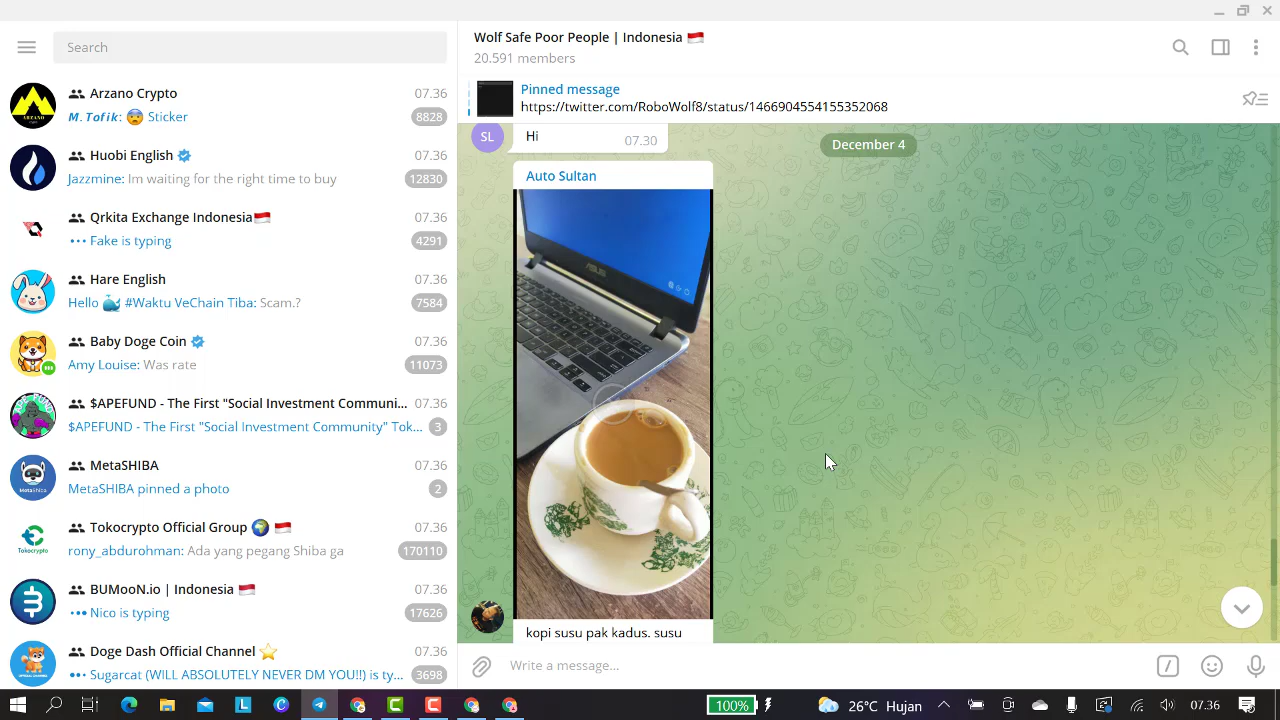 Search
Arzano Crypto 07.36
M. Tofik: 😨 Sticker 8828
Huobi English 07.36
Jazzmine: Im waiting for the right time to buy 12830
Qrkita Exchange Indonesia🇮🇩 07.36
Fake is typing 4291
Hare English 07.36
Hello 🐳 #Waktu VeChain Tiba: Scam.? 7584
Baby Doge Coin 07.36
Amy Louise: Was rate 11073
$APEFUND - The First "Social Investment Communi... 07.36
$APEFUND - The First "Social Investment Community" Tok... 3
MetaSHIBA 07.36
MetaSHIBA pinned a photo 2
Tokocrypto Official Group 🌍 🇮🇩 07.36
rony_abdurohman: Ada yang pegang Shiba ga 170110
BUMooN.io | Indonesia 🇮🇩 07.36
Nico is typing 17626
Doge Dash Official Channel ⭐ 07.36
Sugarcat (WILL ABSOLUTELY NEVER DM YOU!!) is ty... 3698
Wolf Safe Poor People | Indonesia 🇮🇩
20.591 members
Pinned message
https://twitter.com/RoboWolf8/status/1466904554155352068
December 4
SL
Hi 07.30
Auto Sultan
ASUS
kopi susu pak kadus. susu
Write a message...
100%
26°C Hujan
07.36